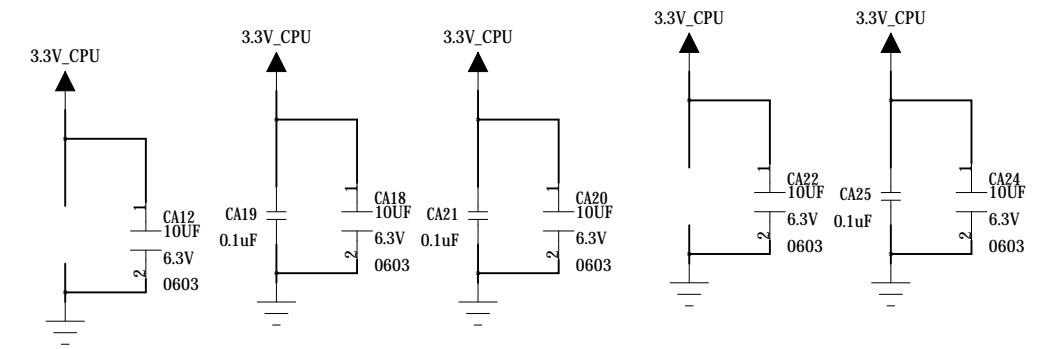 3.3V_CPU
1
CA12
10UF
6.3V
2
0603
3.3V_CPU
CA19
0.1uF
1
CA18
10UF
6.3V
2
0603
3.3V_CPU
CA21
0.1uF
1
CA20
10UF
6.3V
2
0603
3.3V_CPU
1
CA22
10UF
6.3V
2
0603
3.3V_CPU
CA25
0.1uF
1
CA24
10UF
6.3V
2
0603